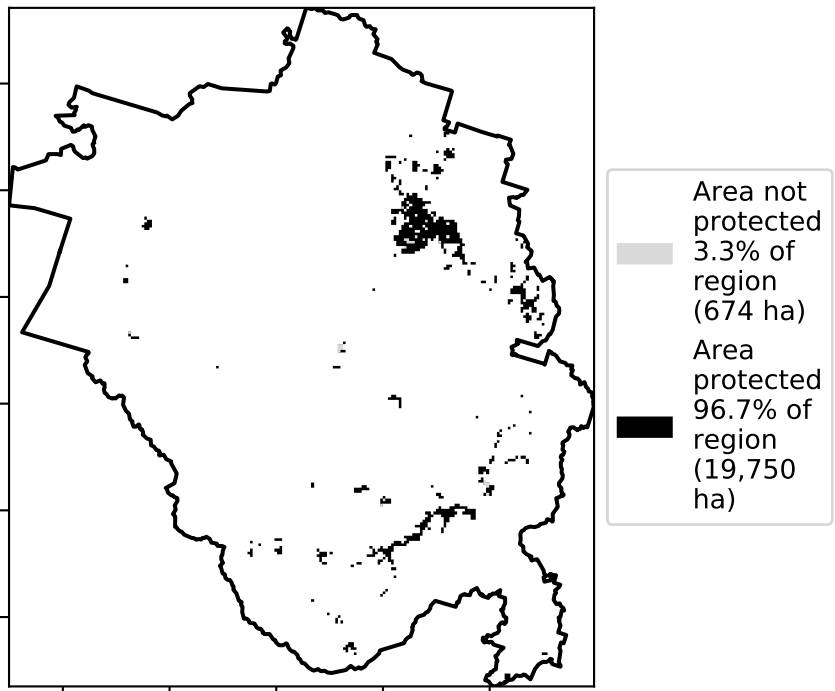 Area not
protected
3.3% of
region
(674 ha)
Area
protected
96.7% of
region
(19,750
ha)